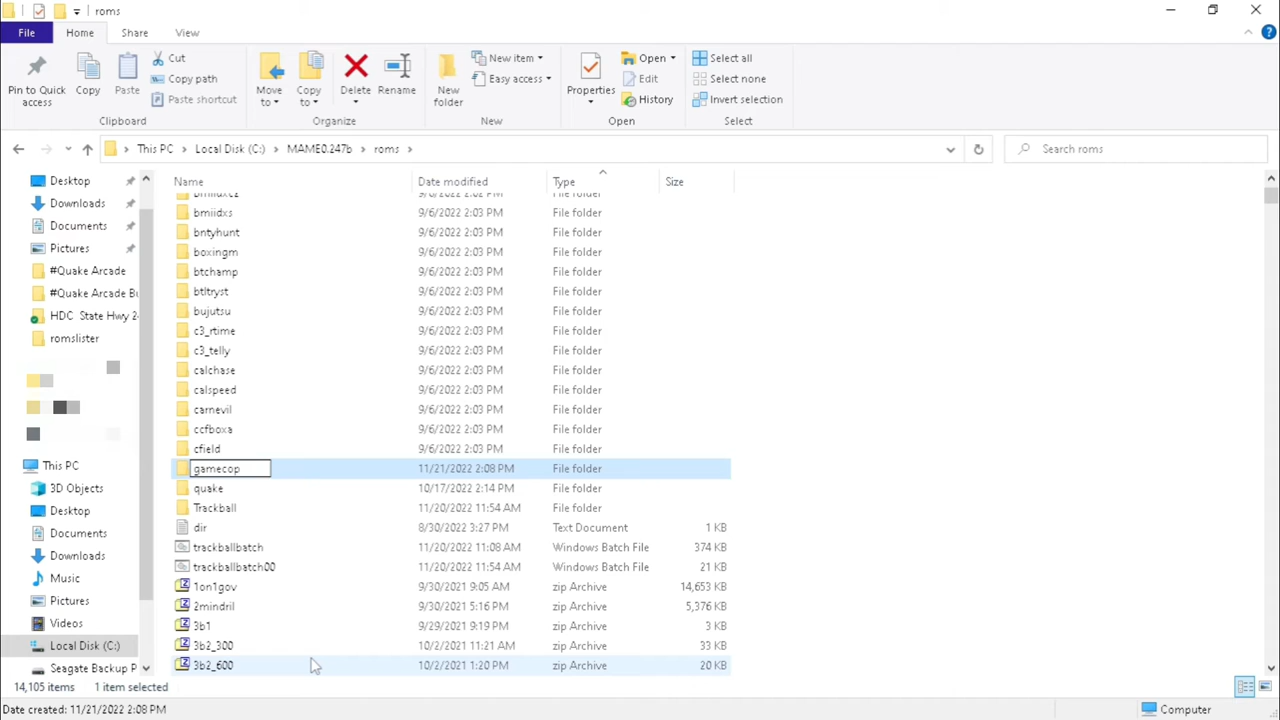 roms
File Home Share View
Pin to Quick access
Copy
Paste
Cut
Copy path
Paste shortcut
Clipboard
Move to
Copy to
Delete
Rename
Organize
New folder
New item
Easy access
New
Properties
Open
Edit
History
Open
Select all
Select none
Invert selection
Select
This PC > Local Disk (C:) > MAME0.247b > roms >
Search roms
Desktop
Downloads
Documents
Pictures
#Quake Arcade
#Quake Arcade Bu
HDC State Hwy 2
romslister
This PC
3D Objects
Desktop
Documents
Downloads
Music
Pictures
Videos
Local Disk (C:)
Seagate Backup P
Name Date modified Type Size
bmiidxs 9/6/2022 2:03 PM File folder
bntyhunt 9/6/2022 2:03 PM File folder
boxingm 9/6/2022 2:03 PM File folder
btchamp 9/6/2022 2:03 PM File folder
btltryst 9/6/2022 2:03 PM File folder
bujutsu 9/6/2022 2:03 PM File folder
c3_rtime 9/6/2022 2:03 PM File folder
c3_telly 9/6/2022 2:03 PM File folder
calchase 9/6/2022 2:03 PM File folder
calspeed 9/6/2022 2:03 PM File folder
carnevil 9/6/2022 2:03 PM File folder
ccfboxa 9/6/2022 2:03 PM File folder
cfield 9/6/2022 2:03 PM File folder
gamecop 11/21/2022 2:08 PM File folder
quake 10/17/2022 2:14 PM File folder
Trackball 11/20/2022 11:54 AM File folder
dir 8/30/2022 3:27 PM Text Document 1 KB
trackballbatch 11/20/2022 11:08 AM Windows Batch File 374 KB
trackballbatch00 11/20/2022 11:54 AM Windows Batch File 21 KB
1on1gov 9/30/2021 9:05 AM zip Archive 14,653 KB
2mindril 9/30/2021 5:16 PM zip Archive 5,376 KB
3b1 9/29/2021 9:19 PM zip Archive 3 KB
3b2_300 10/2/2021 11:21 AM zip Archive 33 KB
3b2_600 10/2/2021 1:20 PM zip Archive 20 KB
14,105 items 1 item selected
Date created: 11/21/2022 2:08 PM
Computer